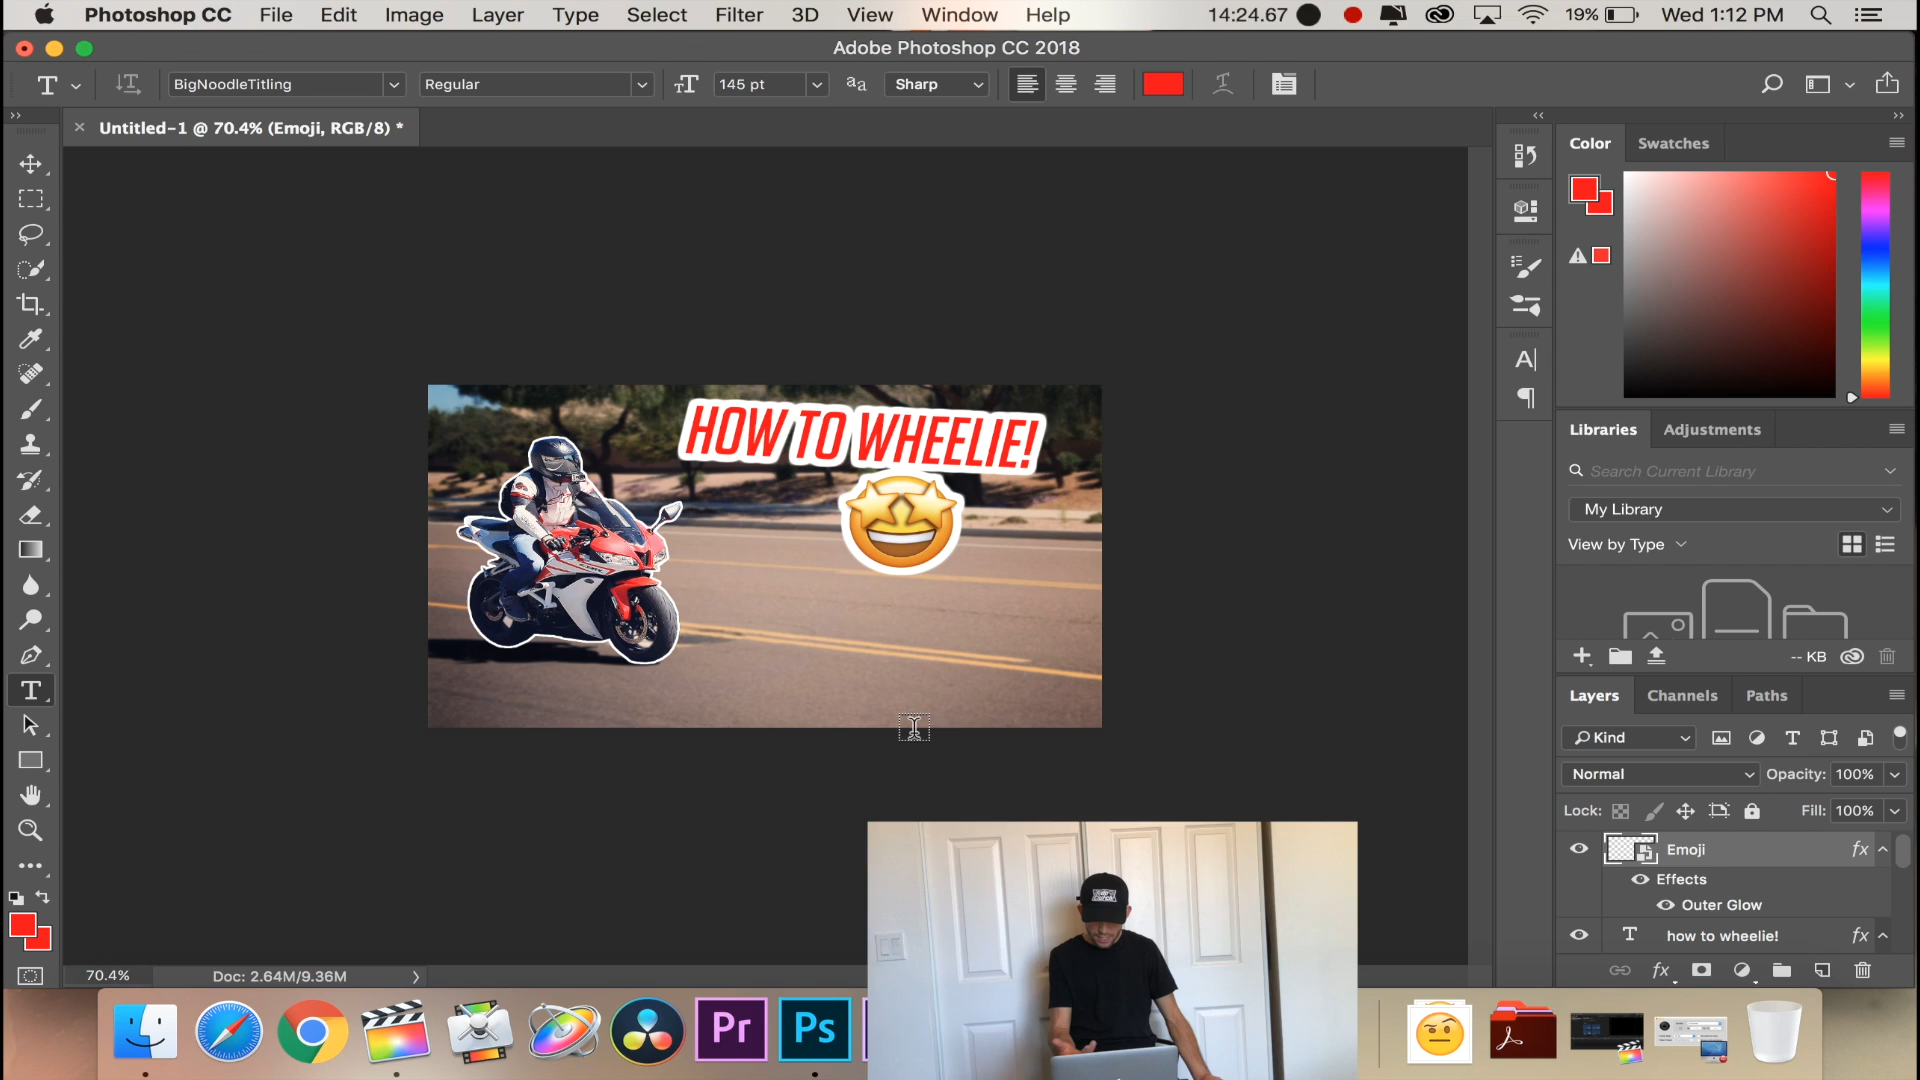 Photoshop CC File Edit Image Layer Type Select Filter 3D View Window Help 14:24.67 19% Wed 1:12 PM
Adobe Photoshop CC 2018
BigNoodleTitling Regular 145 pt Sharp
Untitled-1 @ 70.4% (Emoji, RGB/8) *
Color Swatches
HOW TO WHEELIE!
Libraries Adjustments
Search Current Library
My Library
View by Type
-- KB
Layers Channels Paths
Kind
Normal Opacity: 100%
Lock: Fill: 100%
Emoji fx
Effects
Outer Glow
how to wheelie! fx
fx
70.4% Doc: 2.64M/9.36M
Pr Ps